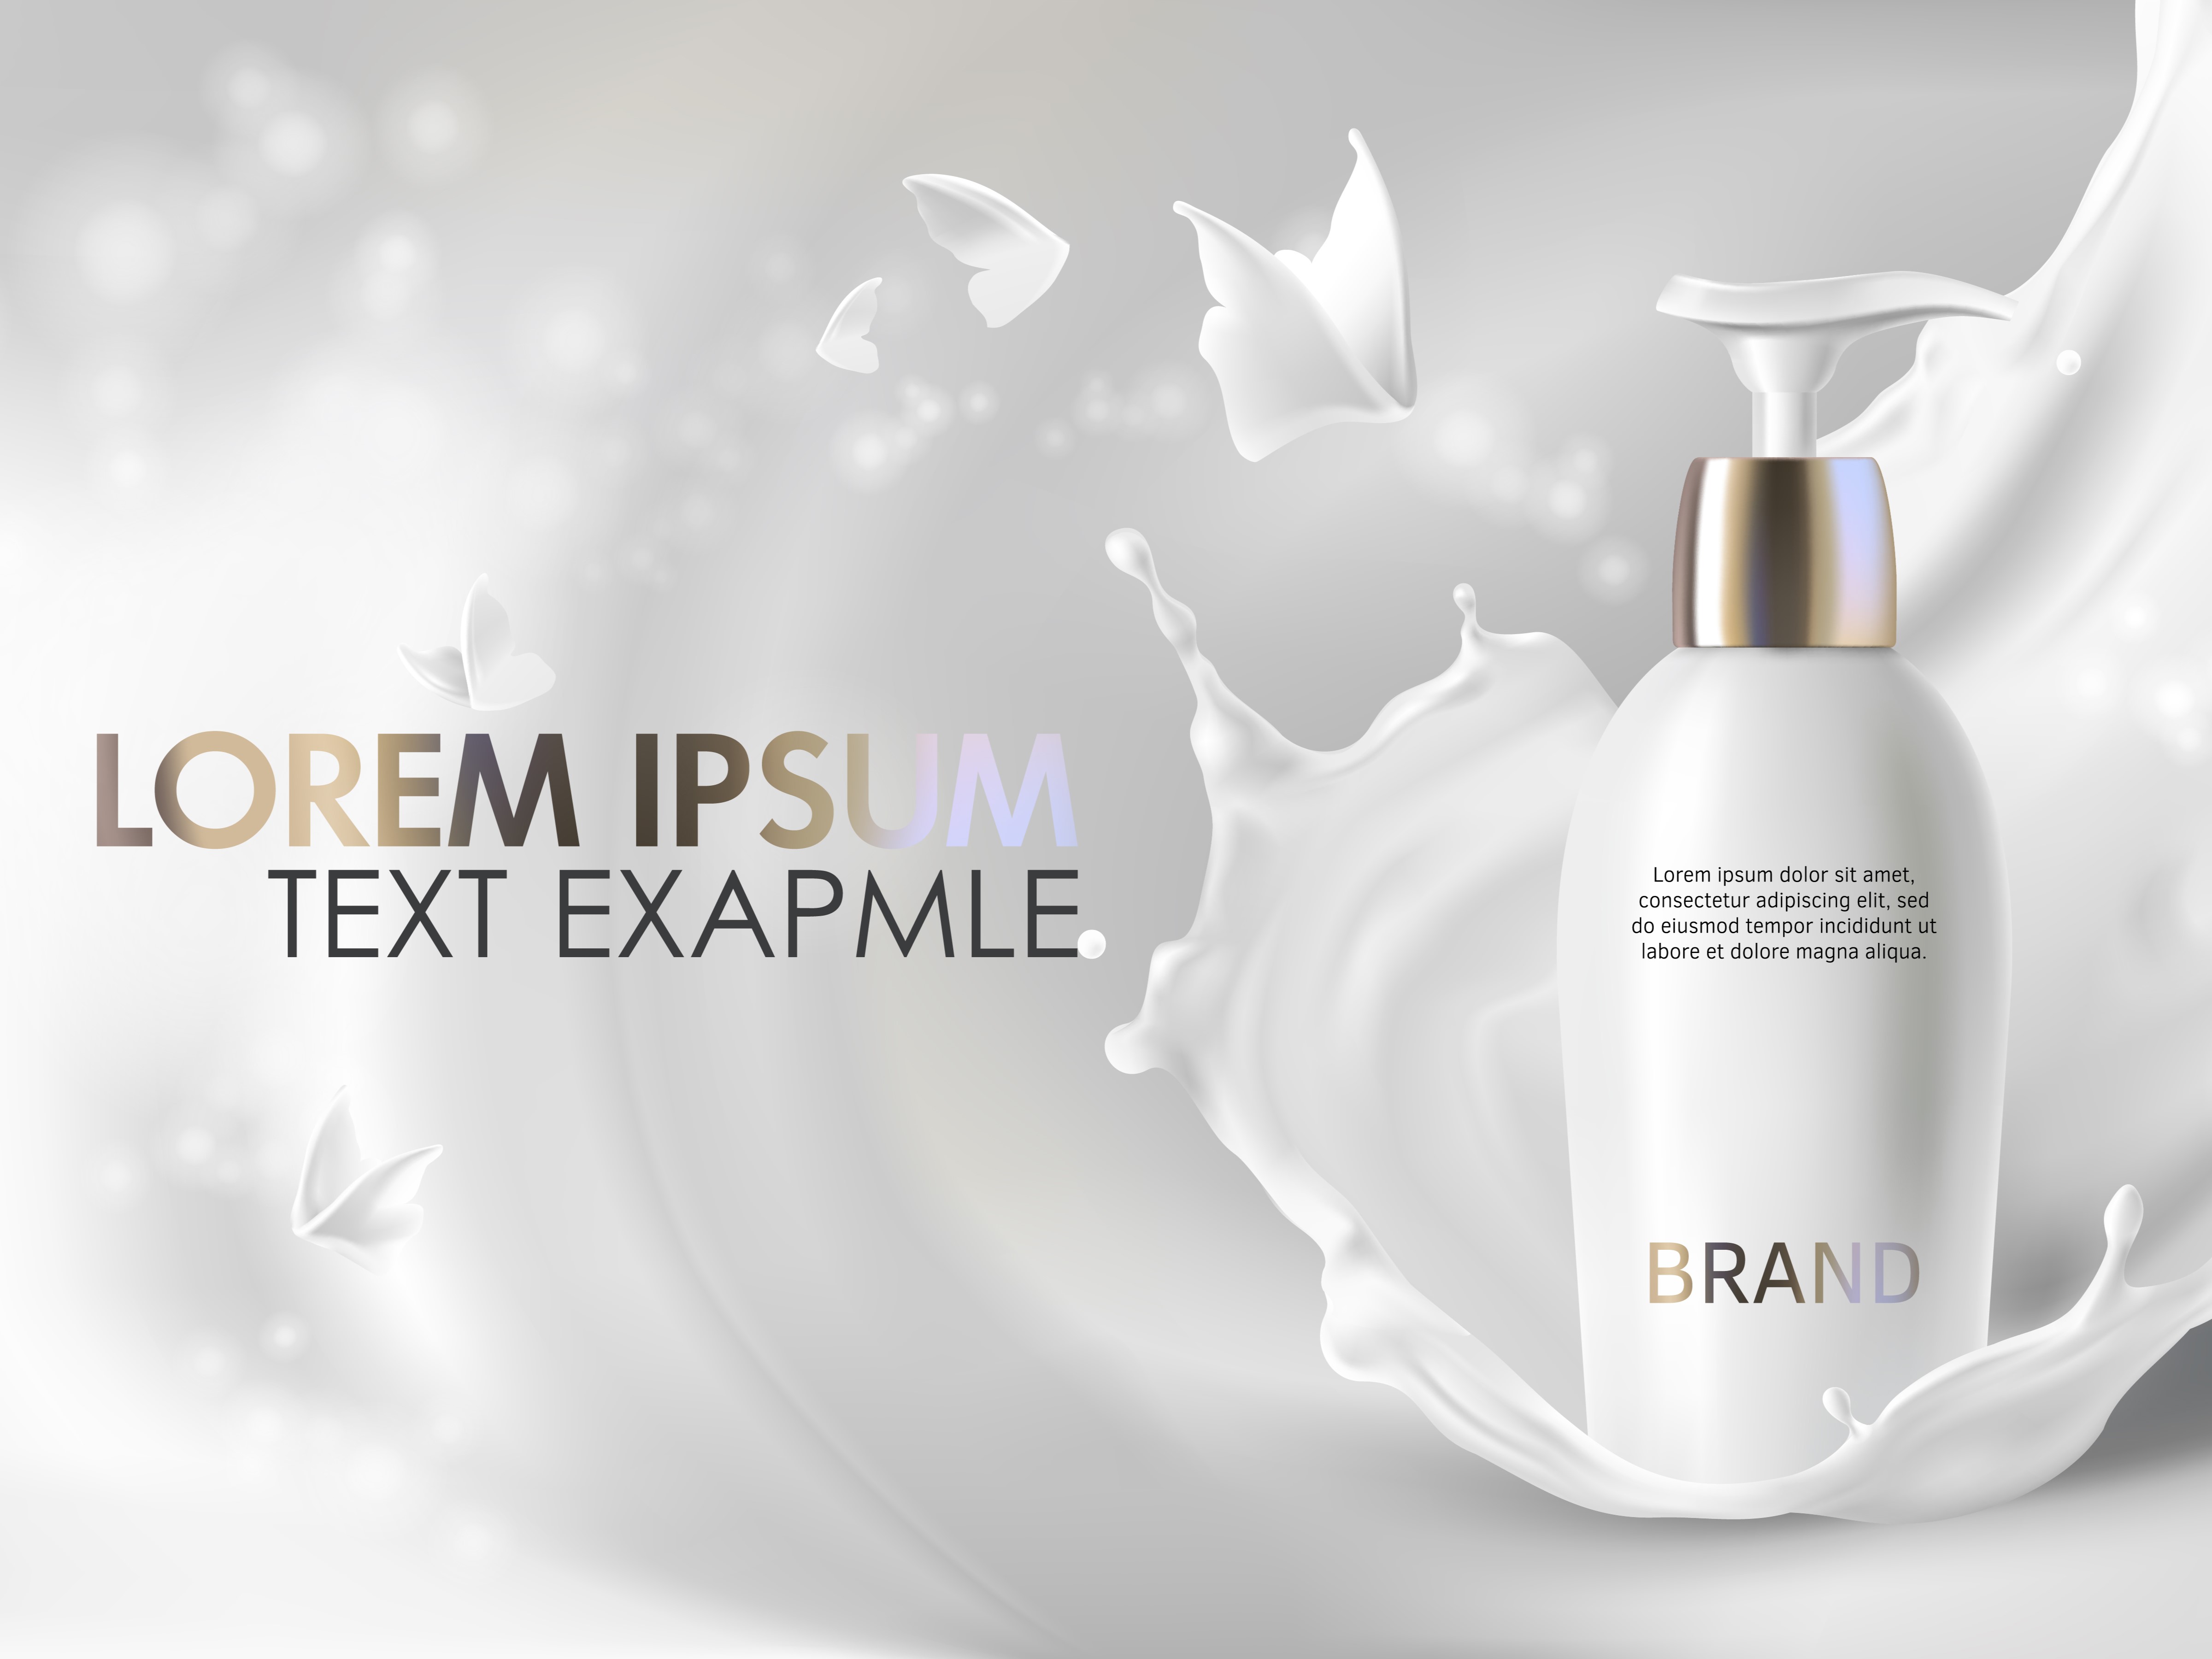 LOREM IPSUM
TEXT EXAPMLE
Lorem ipsum dolor sit amet,
consectetur adipiscing elit, sed
do eiusmod tempor incididunt ut
labore et dolore magna aliqua.
BRAND